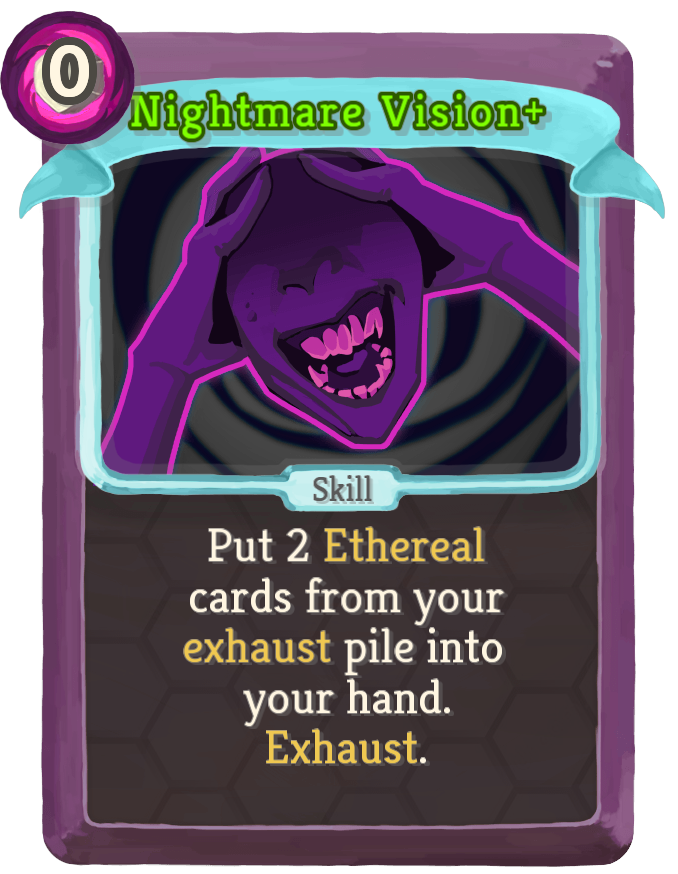 0
Nightmare Vision+
Skill
Put 2 Ethereal
cards from your
exhaust pile into
your hand.
Exhaust.